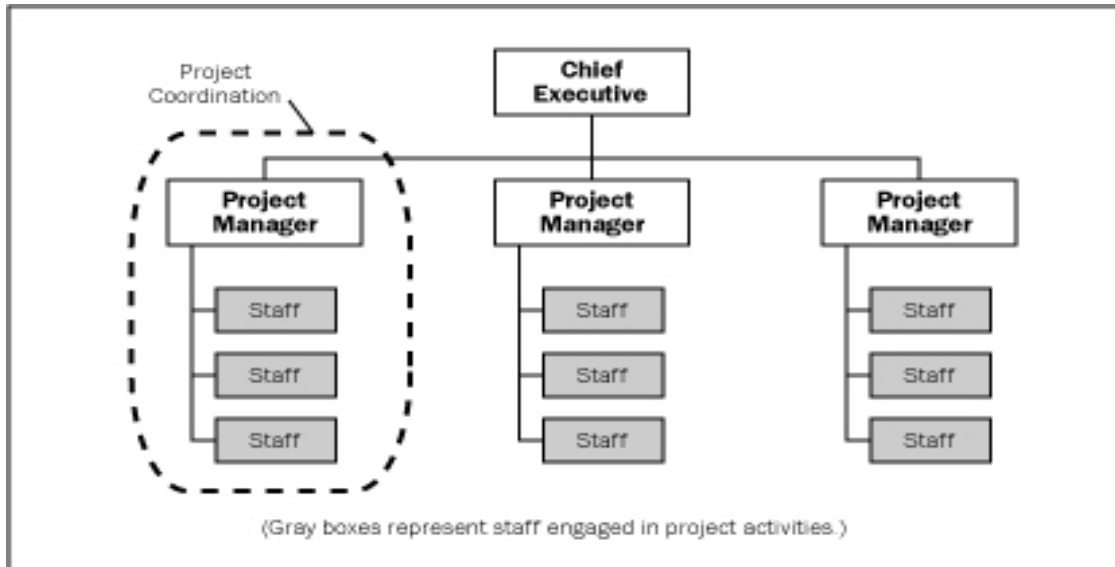 Project
Coordination
Chief
Executive
Project
Manager
Project
Manager
Project
Manager
Staff
Staff
Staff
Staff
Staff
Staff
Staff
Staff
Staff
(Gray boxes represent staff engaged in project activities.)